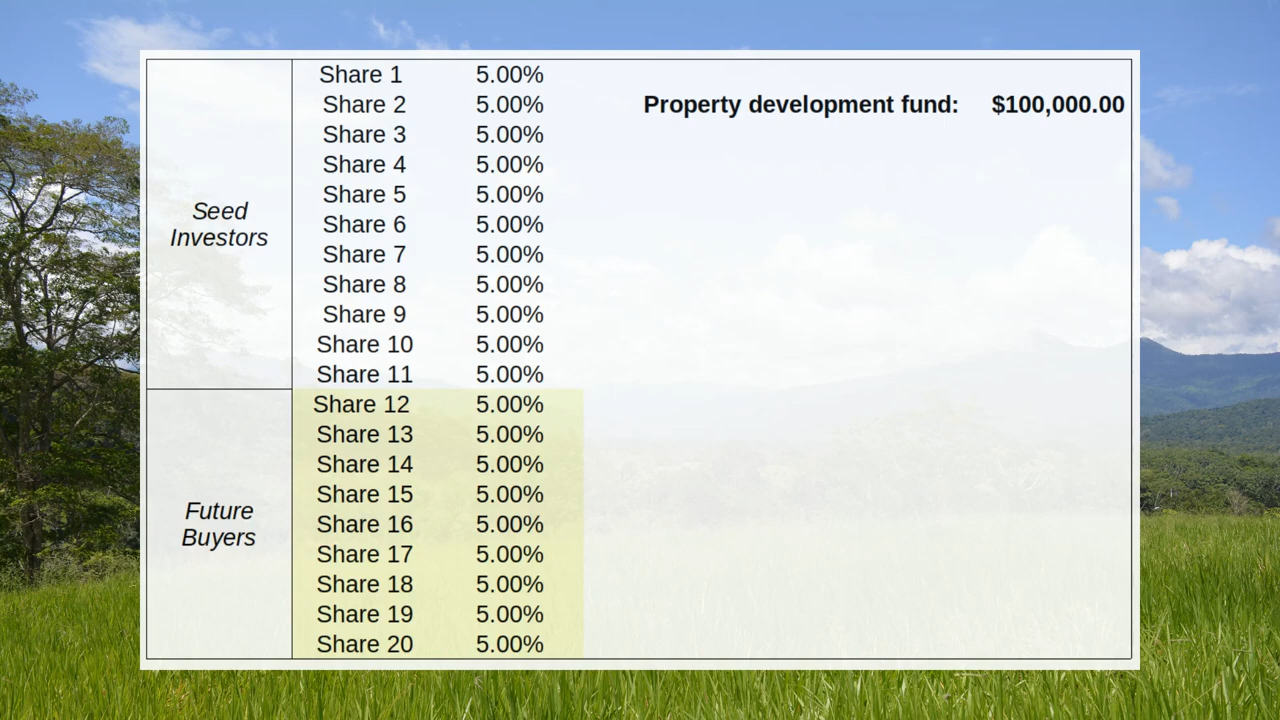 Share 1 5.00%
Share 2 5.00% Property development fund: $100,000.00
Share 3 5.00%
Share 4 5.00%
Share 5 5.00%
Seed
Investors
Share 6 5.00%
Share 7 5.00%
Share 8 5.00%
Share 9 5.00%
Share 10 5.00%
Share 11 5.00%
Share 12 5.00%
Share 13 5.00%
Share 14 5.00%
Share 15 5.00%
Future
Buyers
Share 16 5.00%
Share 17 5.00%
Share 18 5.00%
Share 19 5.00%
Share 20 5.00%